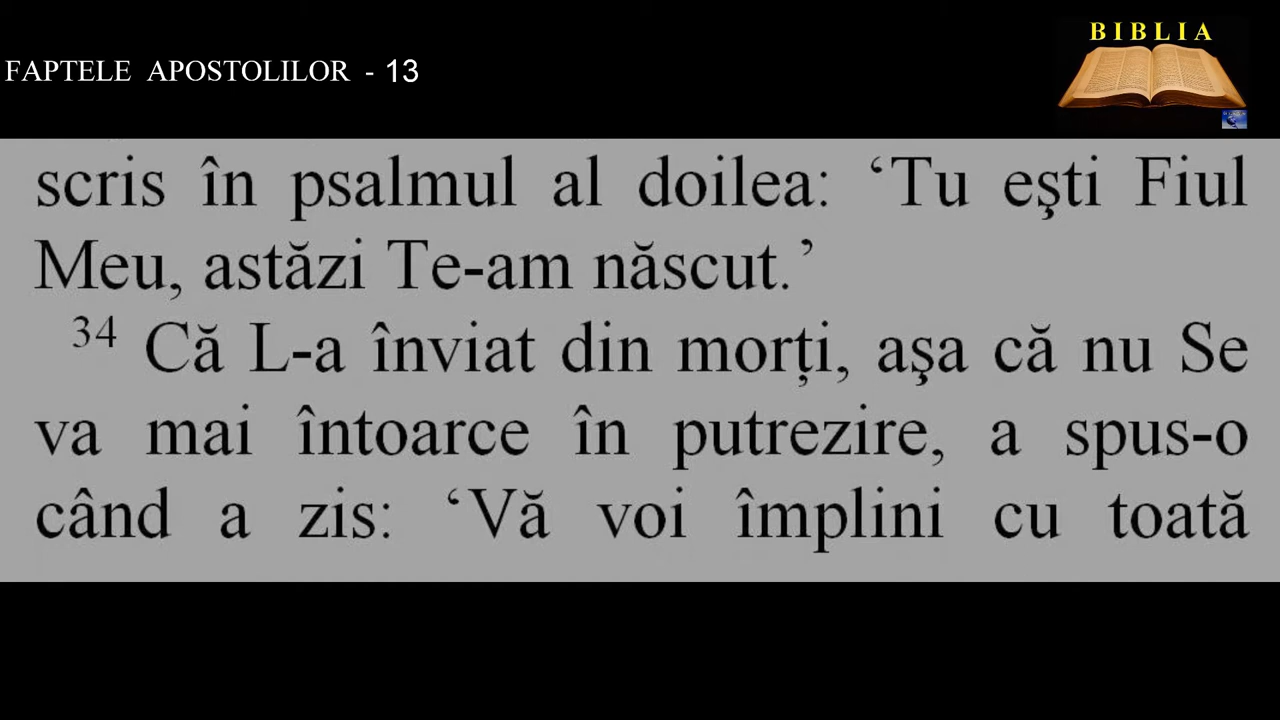 BIBLIA
FAPTELE APOSTOLILOR - 13
scris în psalmul al doilea: ‘Tu eşti Fiul
Meu, astăzi Te-am născut.’
34 Că L-a înviat din morţi, aşa că nu Se
va mai întoarce în putrezire, a spus-o
când a zis: ‘Vă voi împlini cu toată